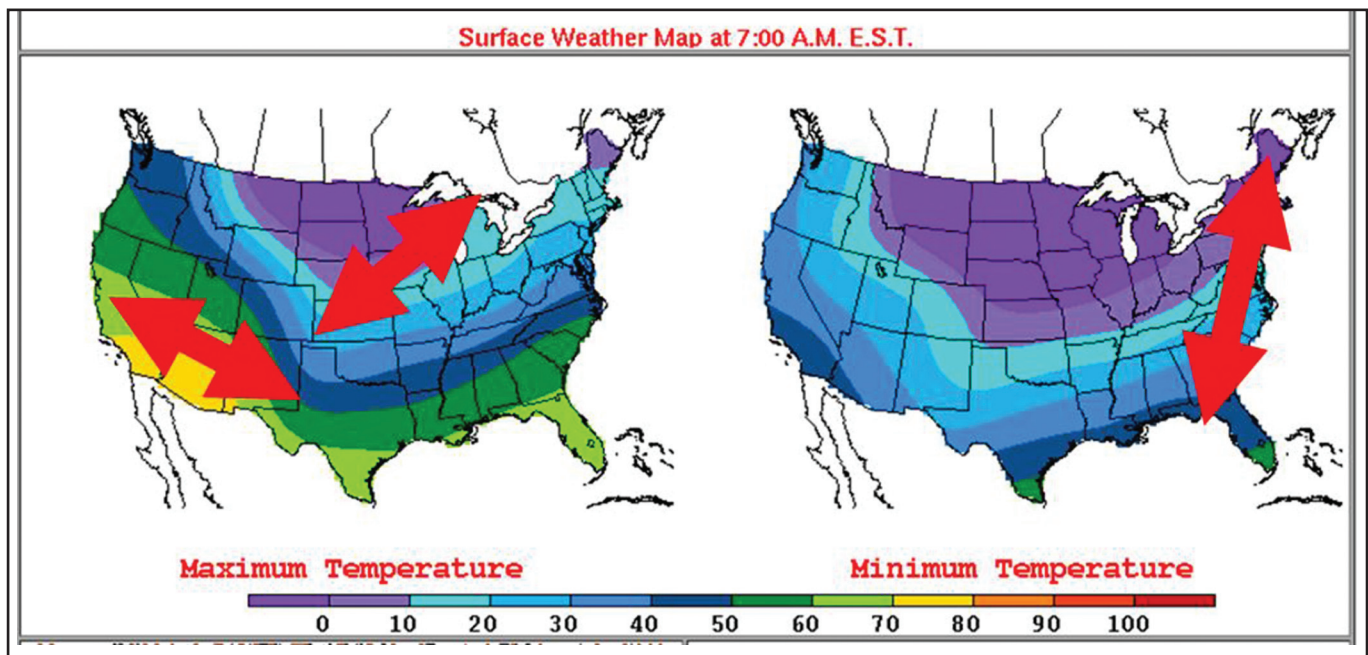 Surface Weather Map at 7:00 A.M. E.S.T.
Maximum Temperature
Minimum Temperature
0 10 20 30 40 50 60 70 80 90 100